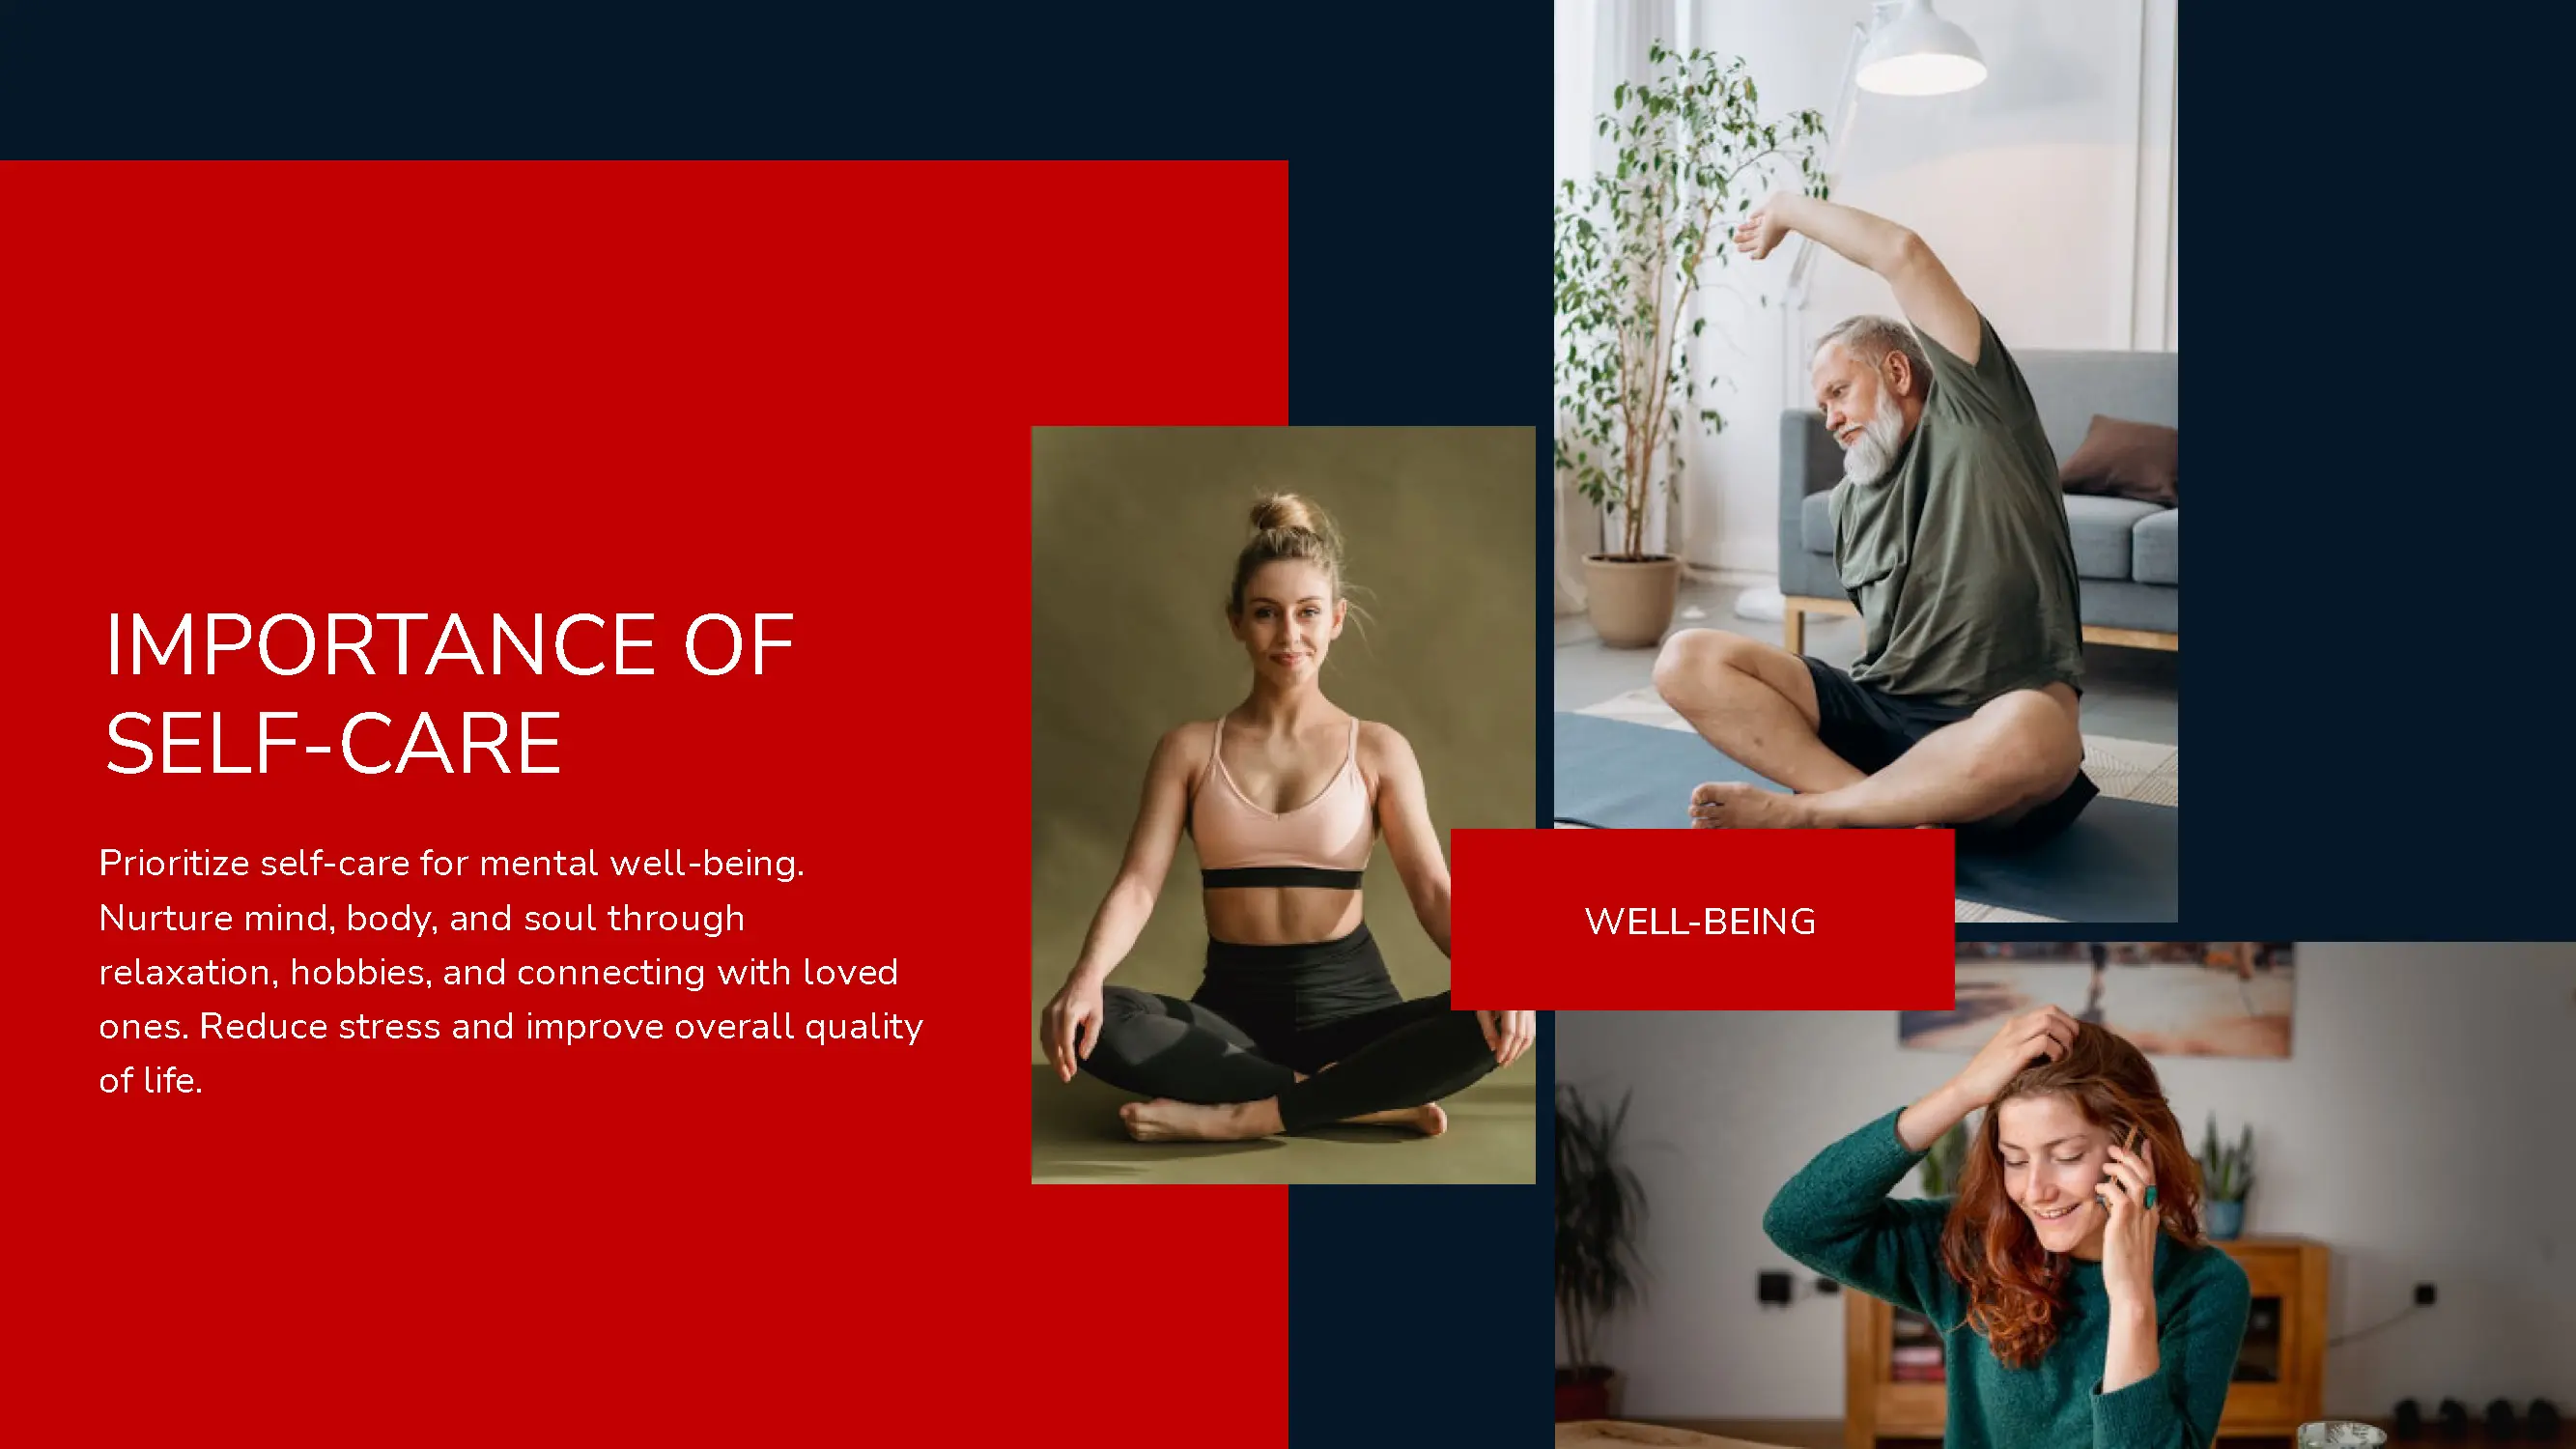 IMPORTANCE OF
SELF-CARE
Prioritize self-care for mental well-being.
Nurture mind, body, and soul through
relaxation, hobbies, and connecting with loved
ones. Reduce stress and improve overall quality
of life.
WELL-BEING